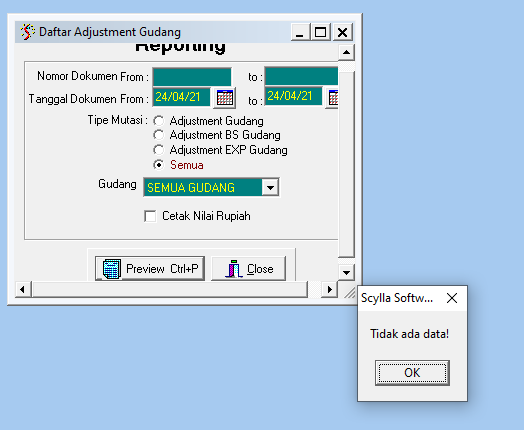 Daftar Adjustment Gudang
Reporting
Nomor Dokumen From : to :
Tanggal Dokumen From : 24/04/21 to : 24/04/21
Tipe Mutasi : Adjustment Gudang
Adjustment BS Gudang
Adjustment EXP Gudang
Semua
Gudang SEMUA GUDANG
Cetak Nilai Rupiah
Preview Ctrl+P Close
Scylla Softw...
Tidak ada data!
OK